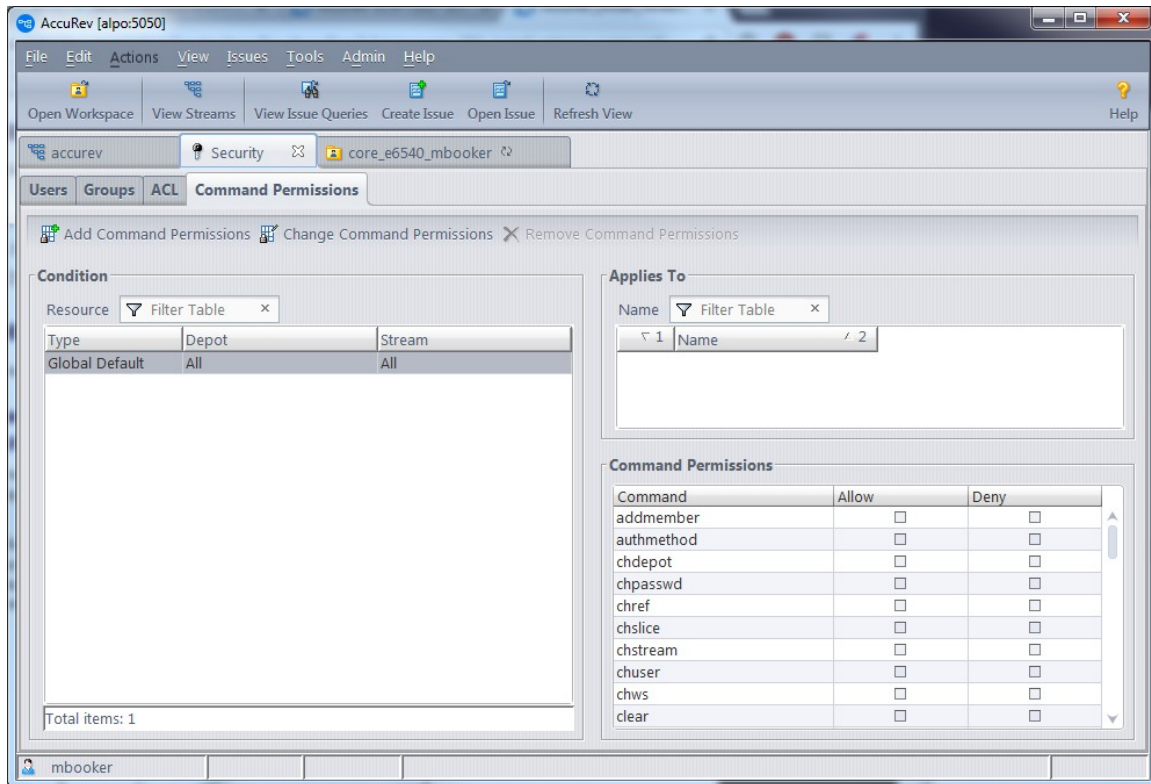 AccuRev [alpo:5050]
File Edit Actions View Issues Tools Admin Help
Open Workspace View Streams View Issue Queries Create Issue Open Issue Refresh View Help
accurev Security core_e6540_mbooker
Users Groups ACL Command Permissions
Add Command Permissions Change Command Permissions Remove Command Permissions
Condition
Resource Filter Table
Type Depot Stream
Global Default All All
Total items: 1
Applies To
Name Filter Table
1 Name 2
Command Permissions
Command Allow Deny
addmember
authmethod
chdepot
chpasswd
chref
chslice
chstream
chuser
chws
clear
mbooker